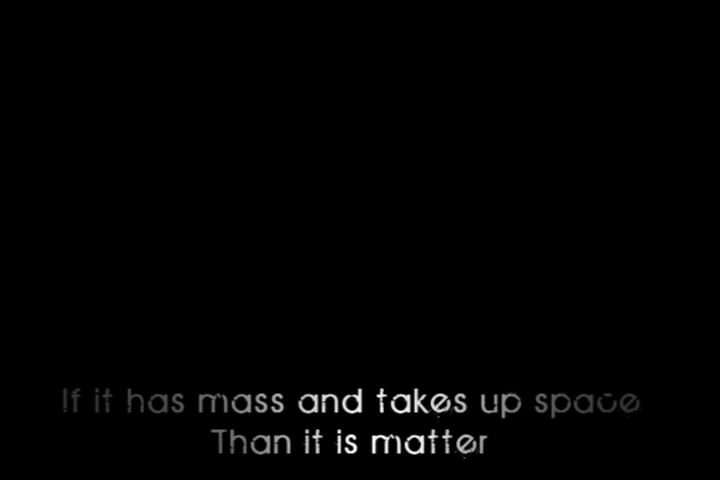 If it has mass and takes up space
Than it is matter